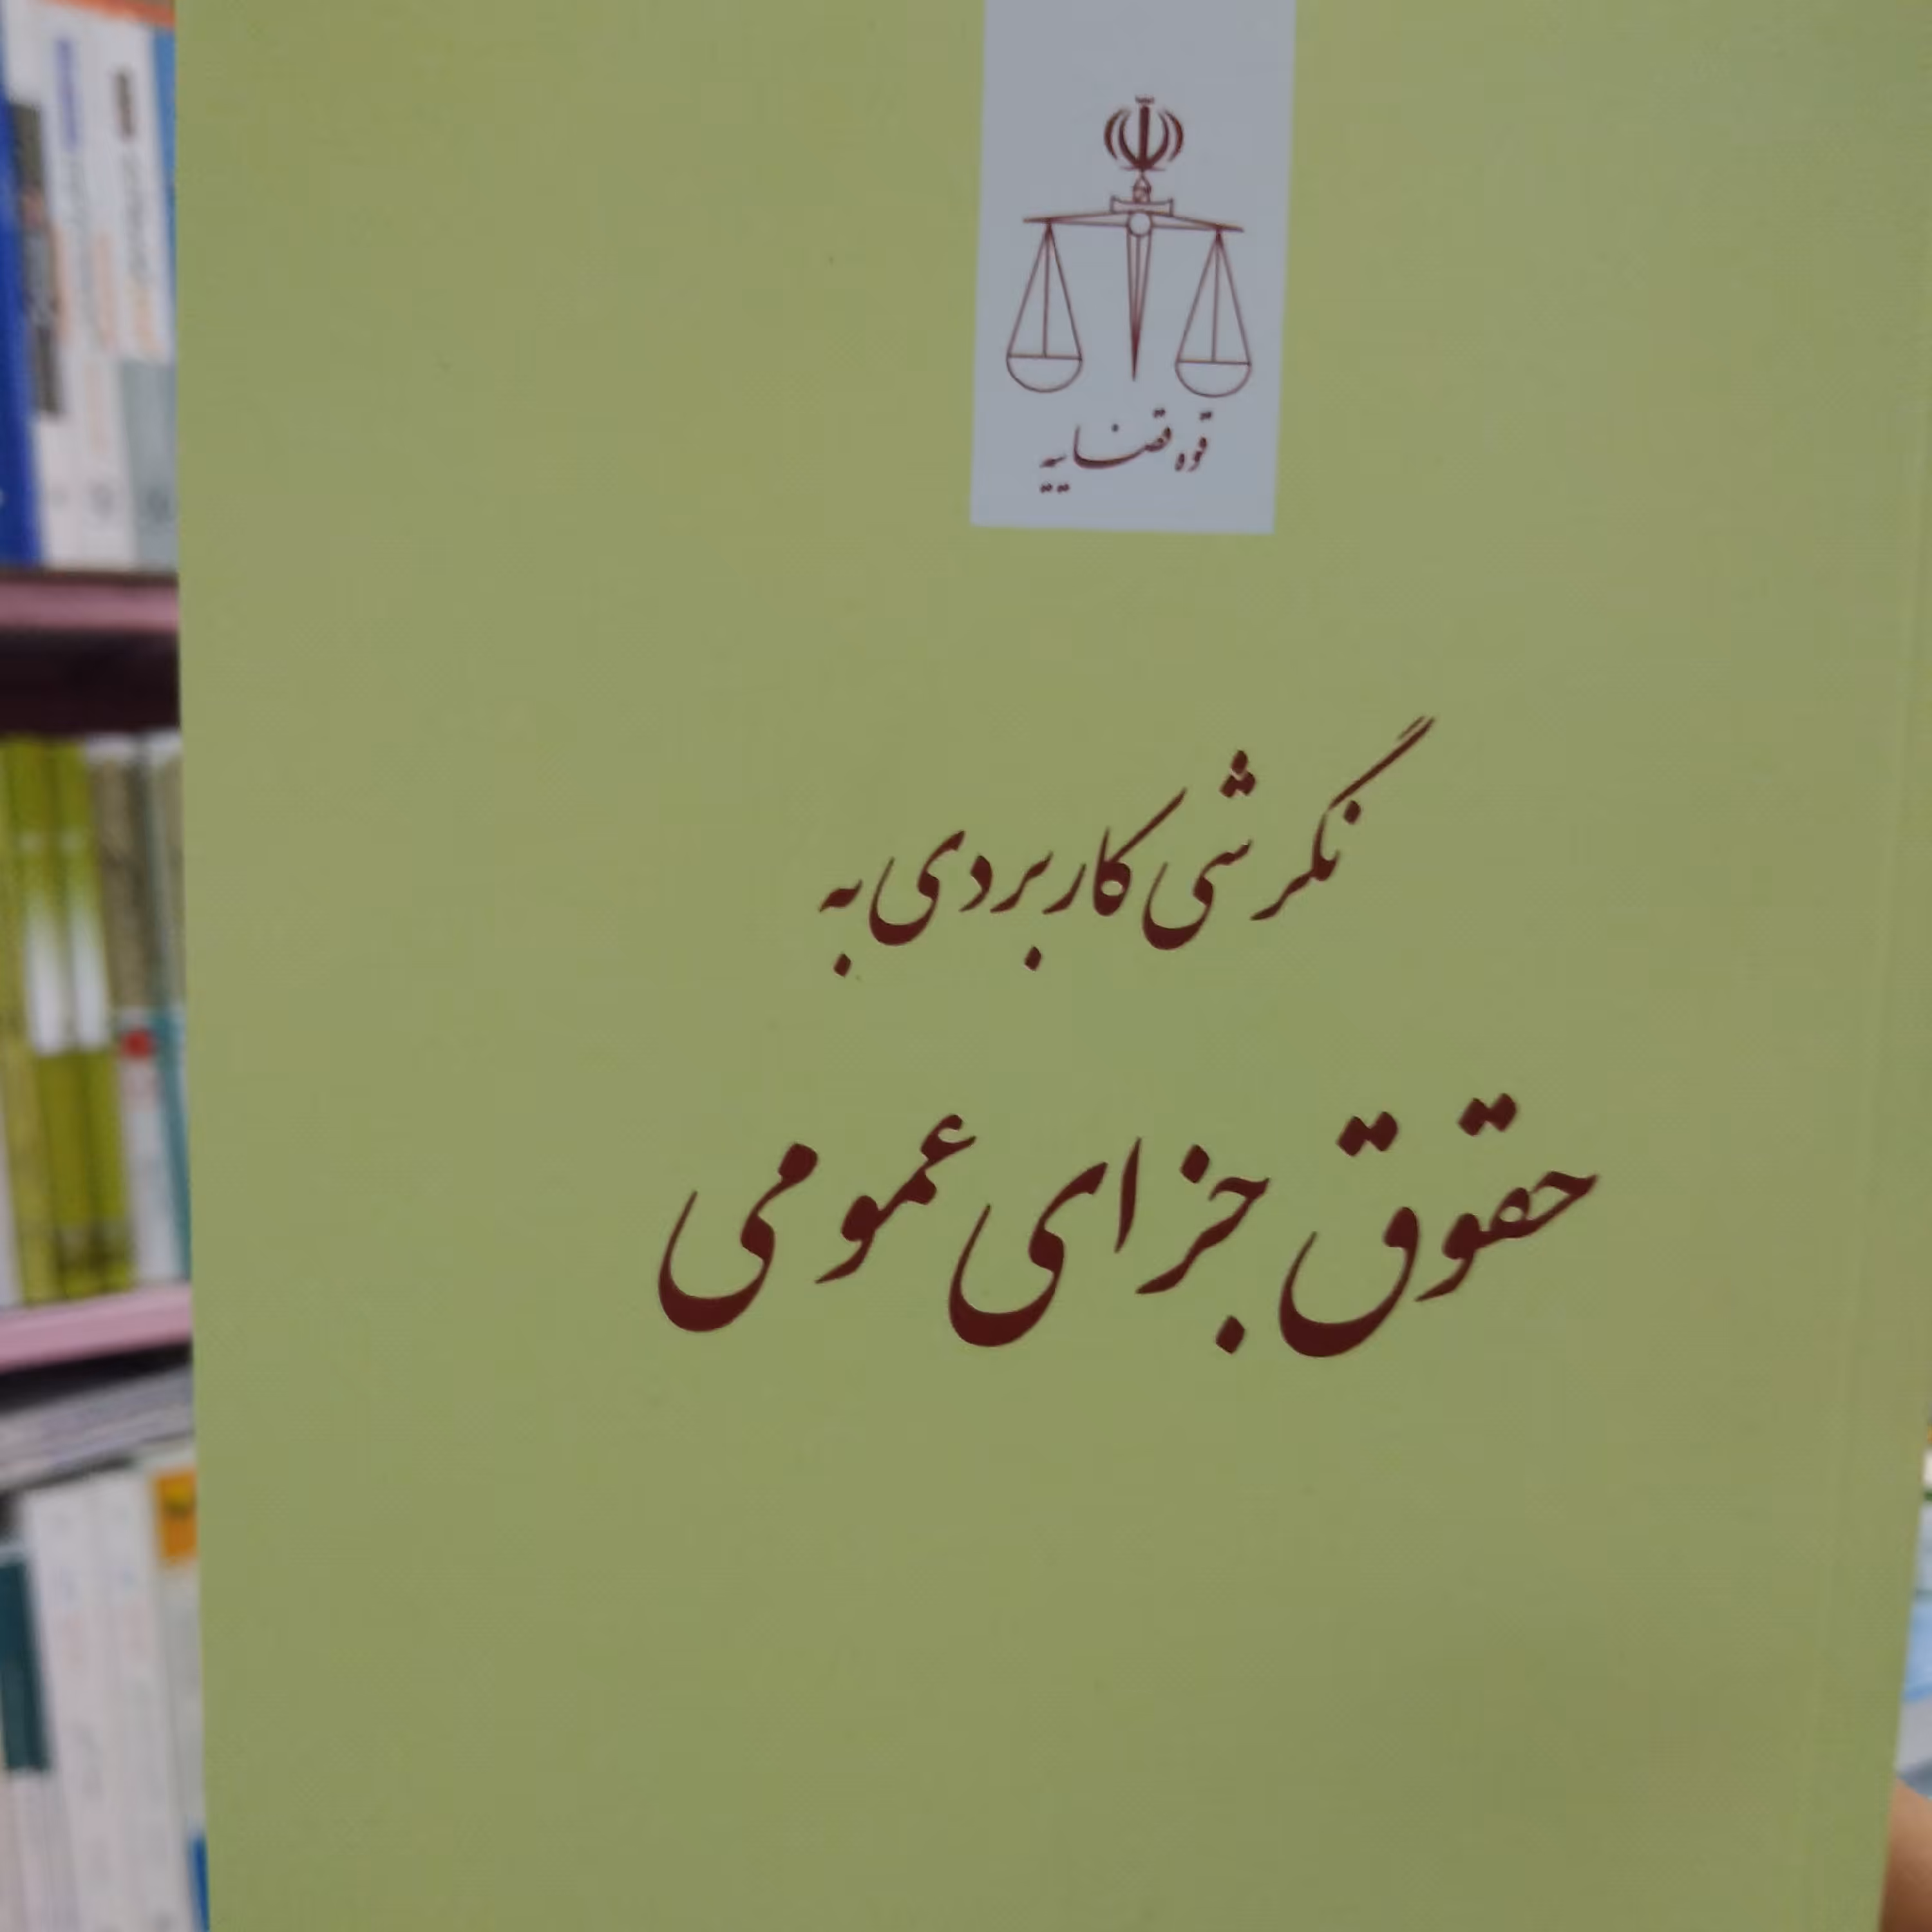 قوه قضاییه
نگرشی کاربردی به
حقوق جزای عمومی